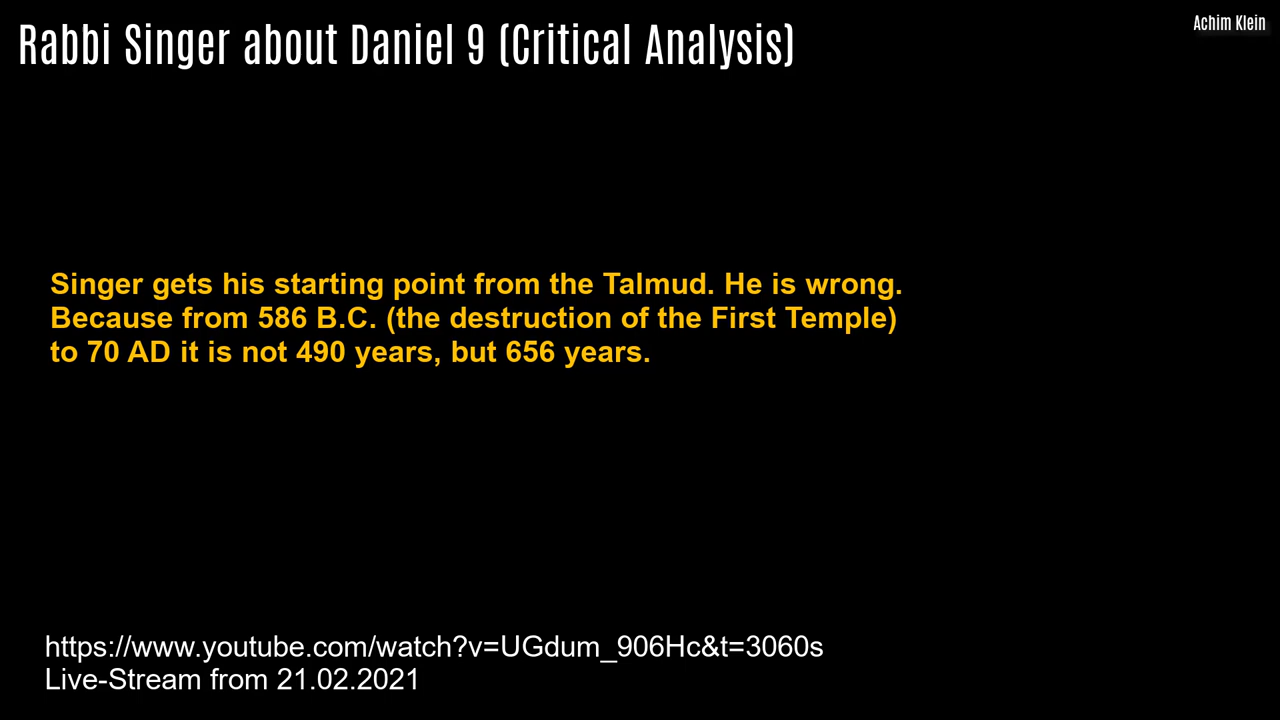 Rabbi Singer about Daniel 9 (Critical Analysis)
Achim Klein
Singer gets his starting point from the Talmud. He is wrong.
Because from 586 B.C. (the destruction of the First Temple)
to 70 AD it is not 490 years, but 656 years.
https://www.youtube.com/watch?v=UGdum_906Hc&t=3060s
Live-Stream from 21.02.2021